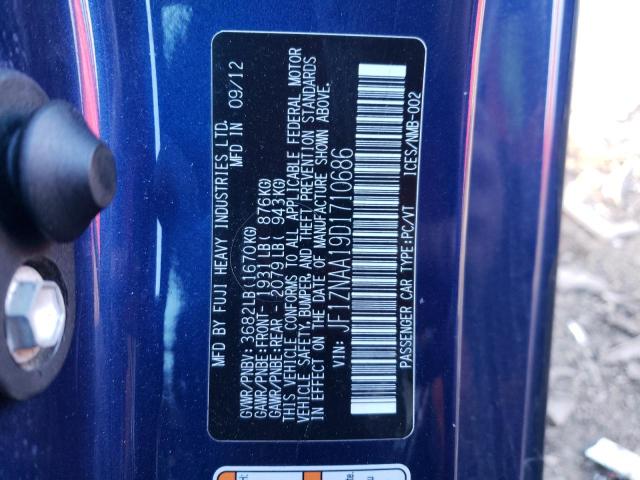 MFD BY FUJI HEAVY INDUSTRIES LTD.
MFD IN 09/12
GVWR/PNBV: 3682LB(1670KG)
GAWR/PNBE:FRONT- 1931LB( 876KG)
GAWR/PNBE:REAR - 2079LB( 943KG)
THIS VEHICLE CONFORMS TO ALL APPLICABLE FEDERAL MOTOR
VEHICLE SAFETY, BUMPER, AND THEFT PREVENTION STANDARDS
IN EFFECT ON THE DATE OF MANUFACTURE SHOWN ABOVE.
VIN: JF1ZNAA19D1710686
PASSENGER CAR TYPE:PC/VT ICES/NMB-002